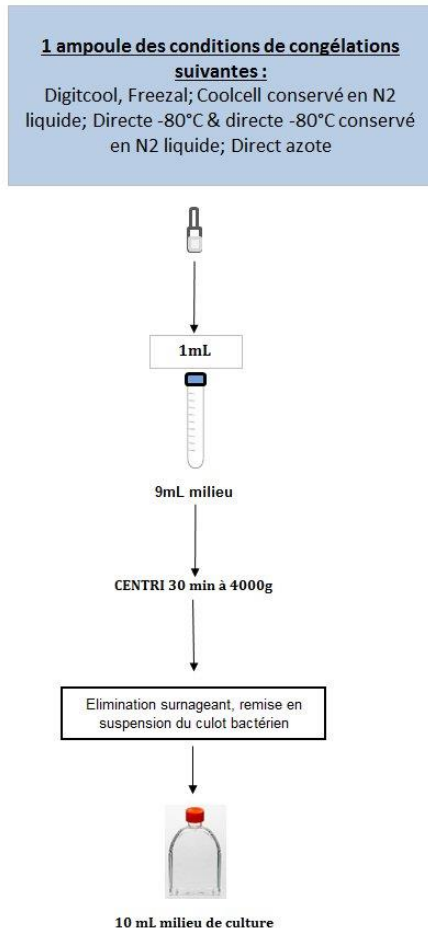 1 ampoule des conditions de congélations
suivantes :
Digitcool, Freezal; Coolcell conservé en N2
liquide; Directe -80°C & directe -80°C conservé
en N2 liquide; Direct azote
1mL
9mL milieu
CENTRI 30 min à 4000g
Elimination surnageant, remise en
suspension du culot bactérien
10 mL milieu de culture